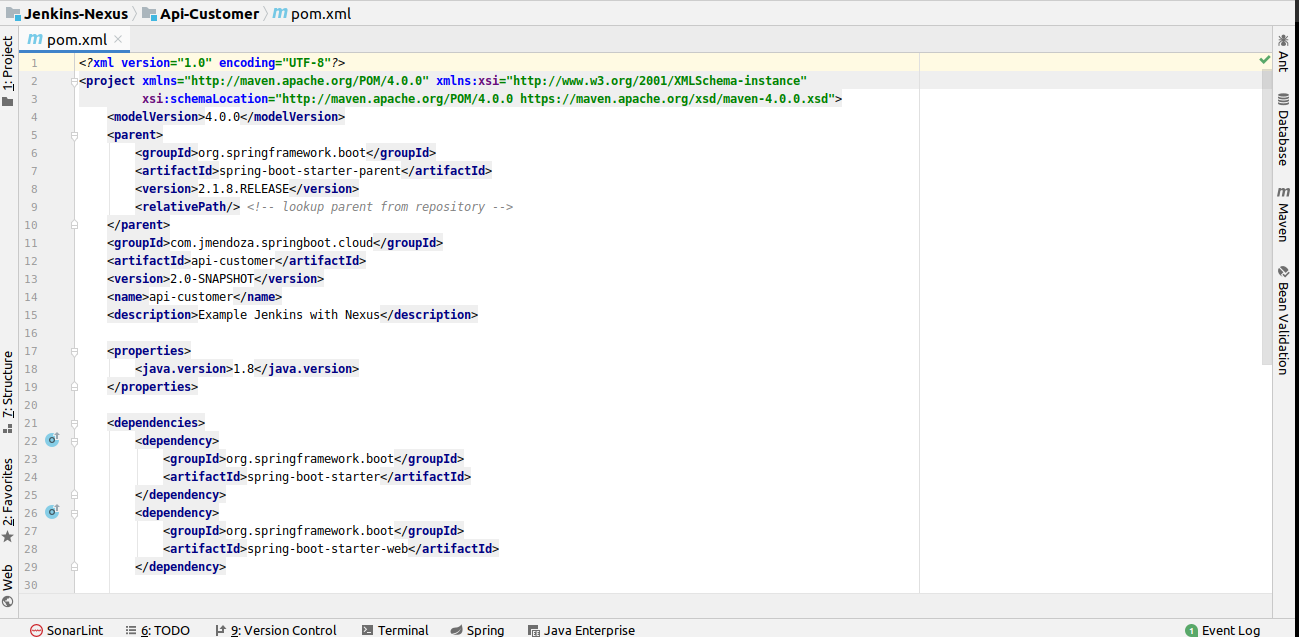 Jenkins-Nexus Api-Customer m pom.xml
m pom.xml
1 <?xml version="1.0" encoding="UTF-8"?>
2 <project xmlns="http://maven.apache.org/POM/4.0.0" xmlns:xsi="http://www.w3.org/2001/XMLSchema-instance"
3 xsi:schemaLocation="http://maven.apache.org/POM/4.0.0 https://maven.apache.org/xsd/maven-4.0.0.xsd">
4 <modelVersion>4.0.0</modelVersion>
5 <parent>
6 <groupId>org.springframework.boot</groupId>
7 <artifactId>spring-boot-starter-parent</artifactId>
8 <version>2.1.8.RELEASE</version>
9 <relativePath/> <!-- lookup parent from repository -->
10 </parent>
11 <groupId>com.jmendoza.springboot.cloud</groupId>
12 <artifactId>api-customer</artifactId>
13 <version>2.0-SNAPSHOT</version>
14 <name>api-customer</name>
15 <description>Example Jenkins with Nexus</description>
16
17 <properties>
18 <java.version>1.8</java.version>
19 </properties>
20
21 <dependencies>
22 <dependency>
23 <groupId>org.springframework.boot</groupId>
24 <artifactId>spring-boot-starter</artifactId>
25 </dependency>
26 <dependency>
27 <groupId>org.springframework.boot</groupId>
28 <artifactId>spring-boot-starter-web</artifactId>
29 </dependency>
30
1: Project
7: Structure
2: Favorites
Web
Ant
Database
m Maven
Bean Validation
SonarLint 6: TODO 9: Version Control Terminal Spring Java Enterprise 1 Event Log